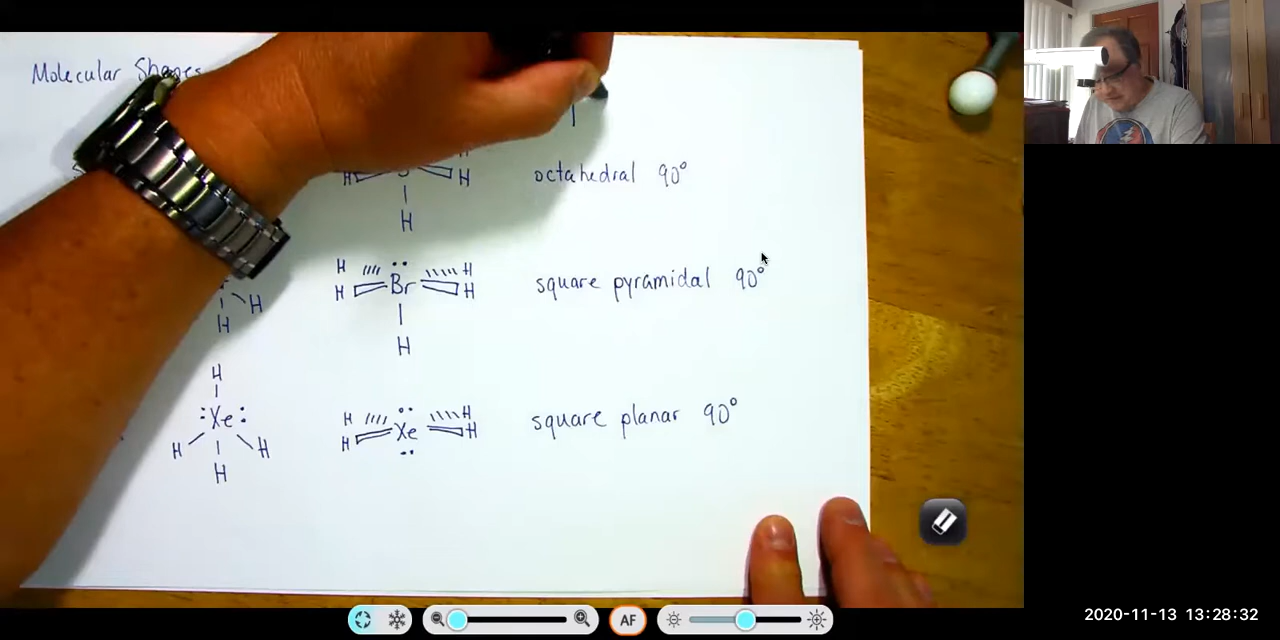 Molecular Shapes
octahedral 90°
H H
H
H H
Br
H H
H
square pyramidal 90°
H
H
H
:Xe:
H H
H
H H
Xe
H H
square planar 90°
AF
2020-11-13 13:28:32